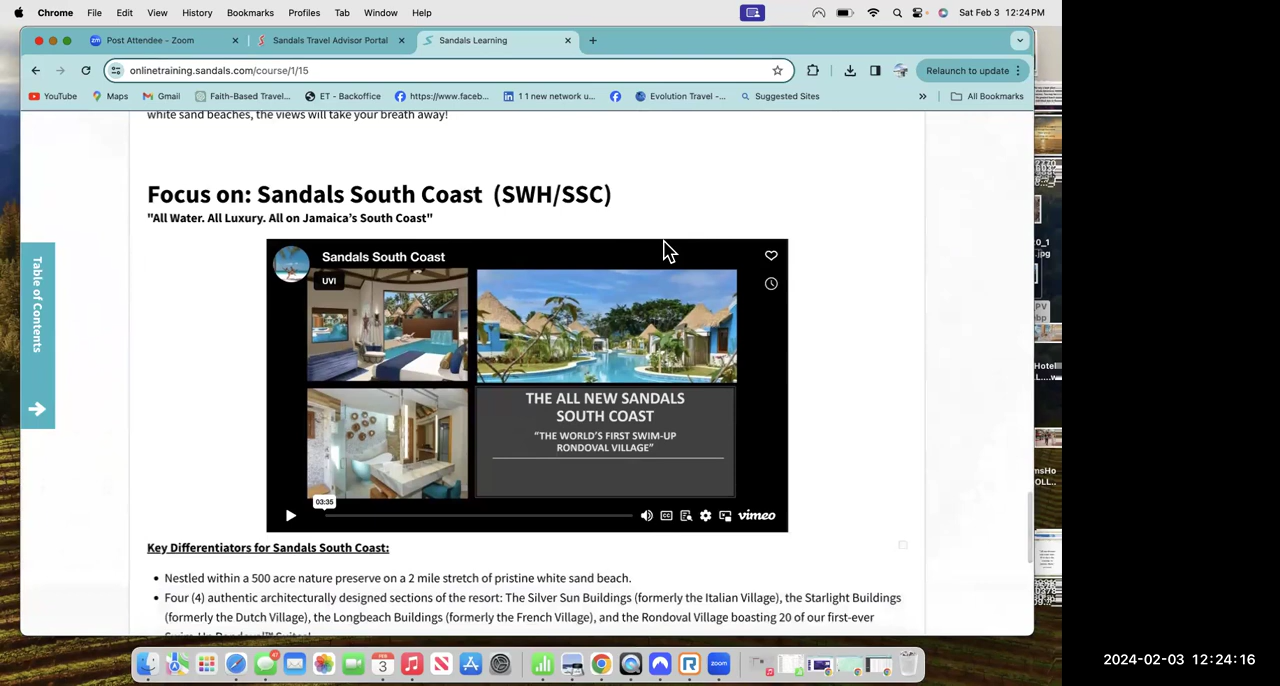 Chrome File Edit View History Bookmarks Profiles Tab Window Help Sat Feb 3 12:24 PM
Post Attendee - Zoom Sandals Travel Advisor Portal Sandals Learning
onlinetraining.sandals.com/course/1/15 Relaunch to update
YouTube Maps Gmail Faith-Based Travel... ET - Backoffice https://www.faceb... 1 1 new network u... Evolution Travel -... Suggested Sites » All Bookmarks
white sand beaches, the views will take your breath away!
Focus on: Sandals South Coast (SWH/SSC)
"All Water. All Luxury. All on Jamaica's South Coast"
Table of Contents
Sandals South Coast
UVI
THE ALL NEW SANDALS
SOUTH COAST
"THE WORLD'S FIRST SWIM-UP
RONDOVAL VILLAGE"
03:35
CC vimeo
Key Differentiators for Sandals South Coast:
• Nestled within a 500 acre nature preserve on a 2 mile stretch of pristine white sand beach.
• Four (4) authentic architecturally designed sections of the resort: The Silver Sun Buildings (formerly the Italian Village), the Starlight Buildings
(formerly the Dutch Village), the Longbeach Buildings (formerly the French Village), and the Rondoval Village boasting 20 of our first-ever
2024-02-03 12:24:16